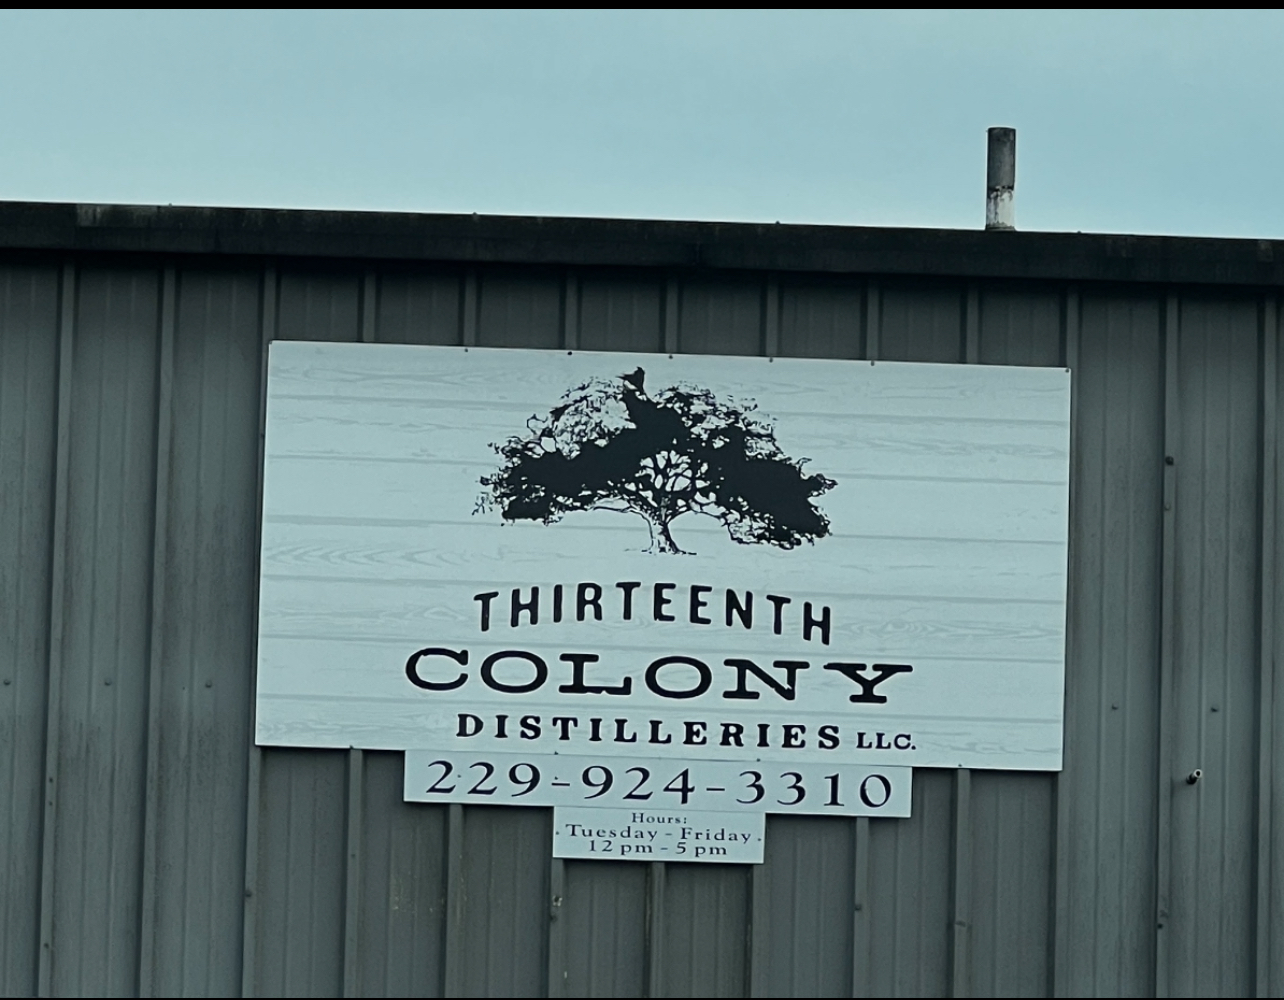 THIRTEENTH
COLONY
DISTILLERIES LLC.
229-924-3310
Hours:
Tuesday - Friday
12 pm - 5 pm